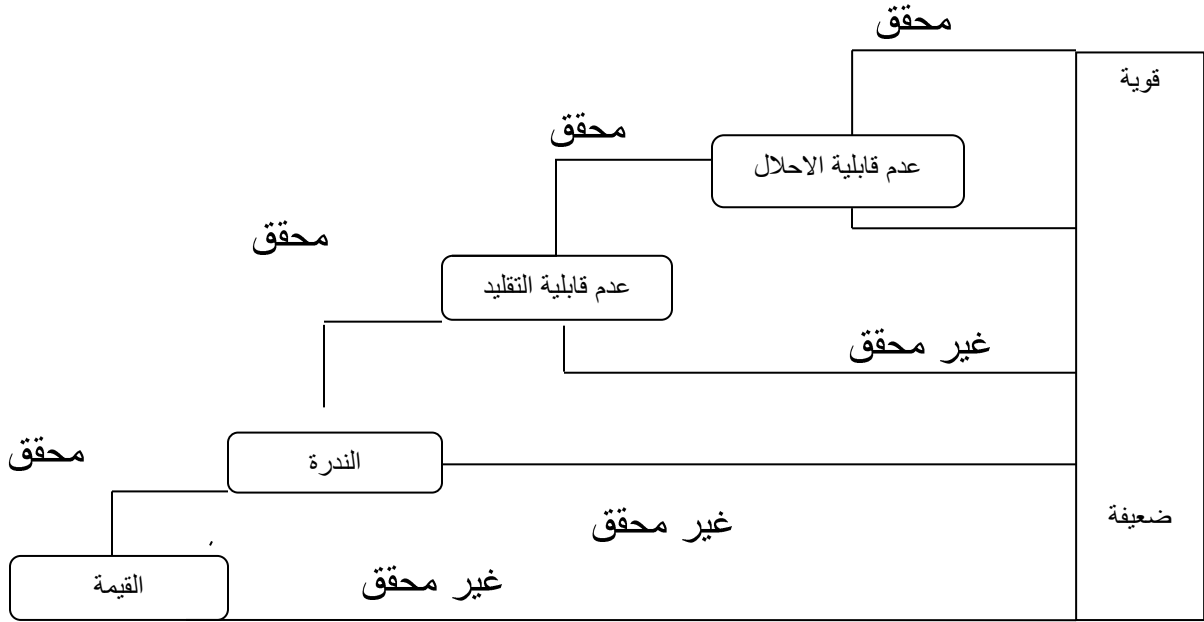 محقق
قوية
محقق
عدم قابلية الاحلال
محقق
عدم قابلية التقليد
غير محقق
محقق
الندرة
ضعيفة
غير محقق
القيمة
غير محقق